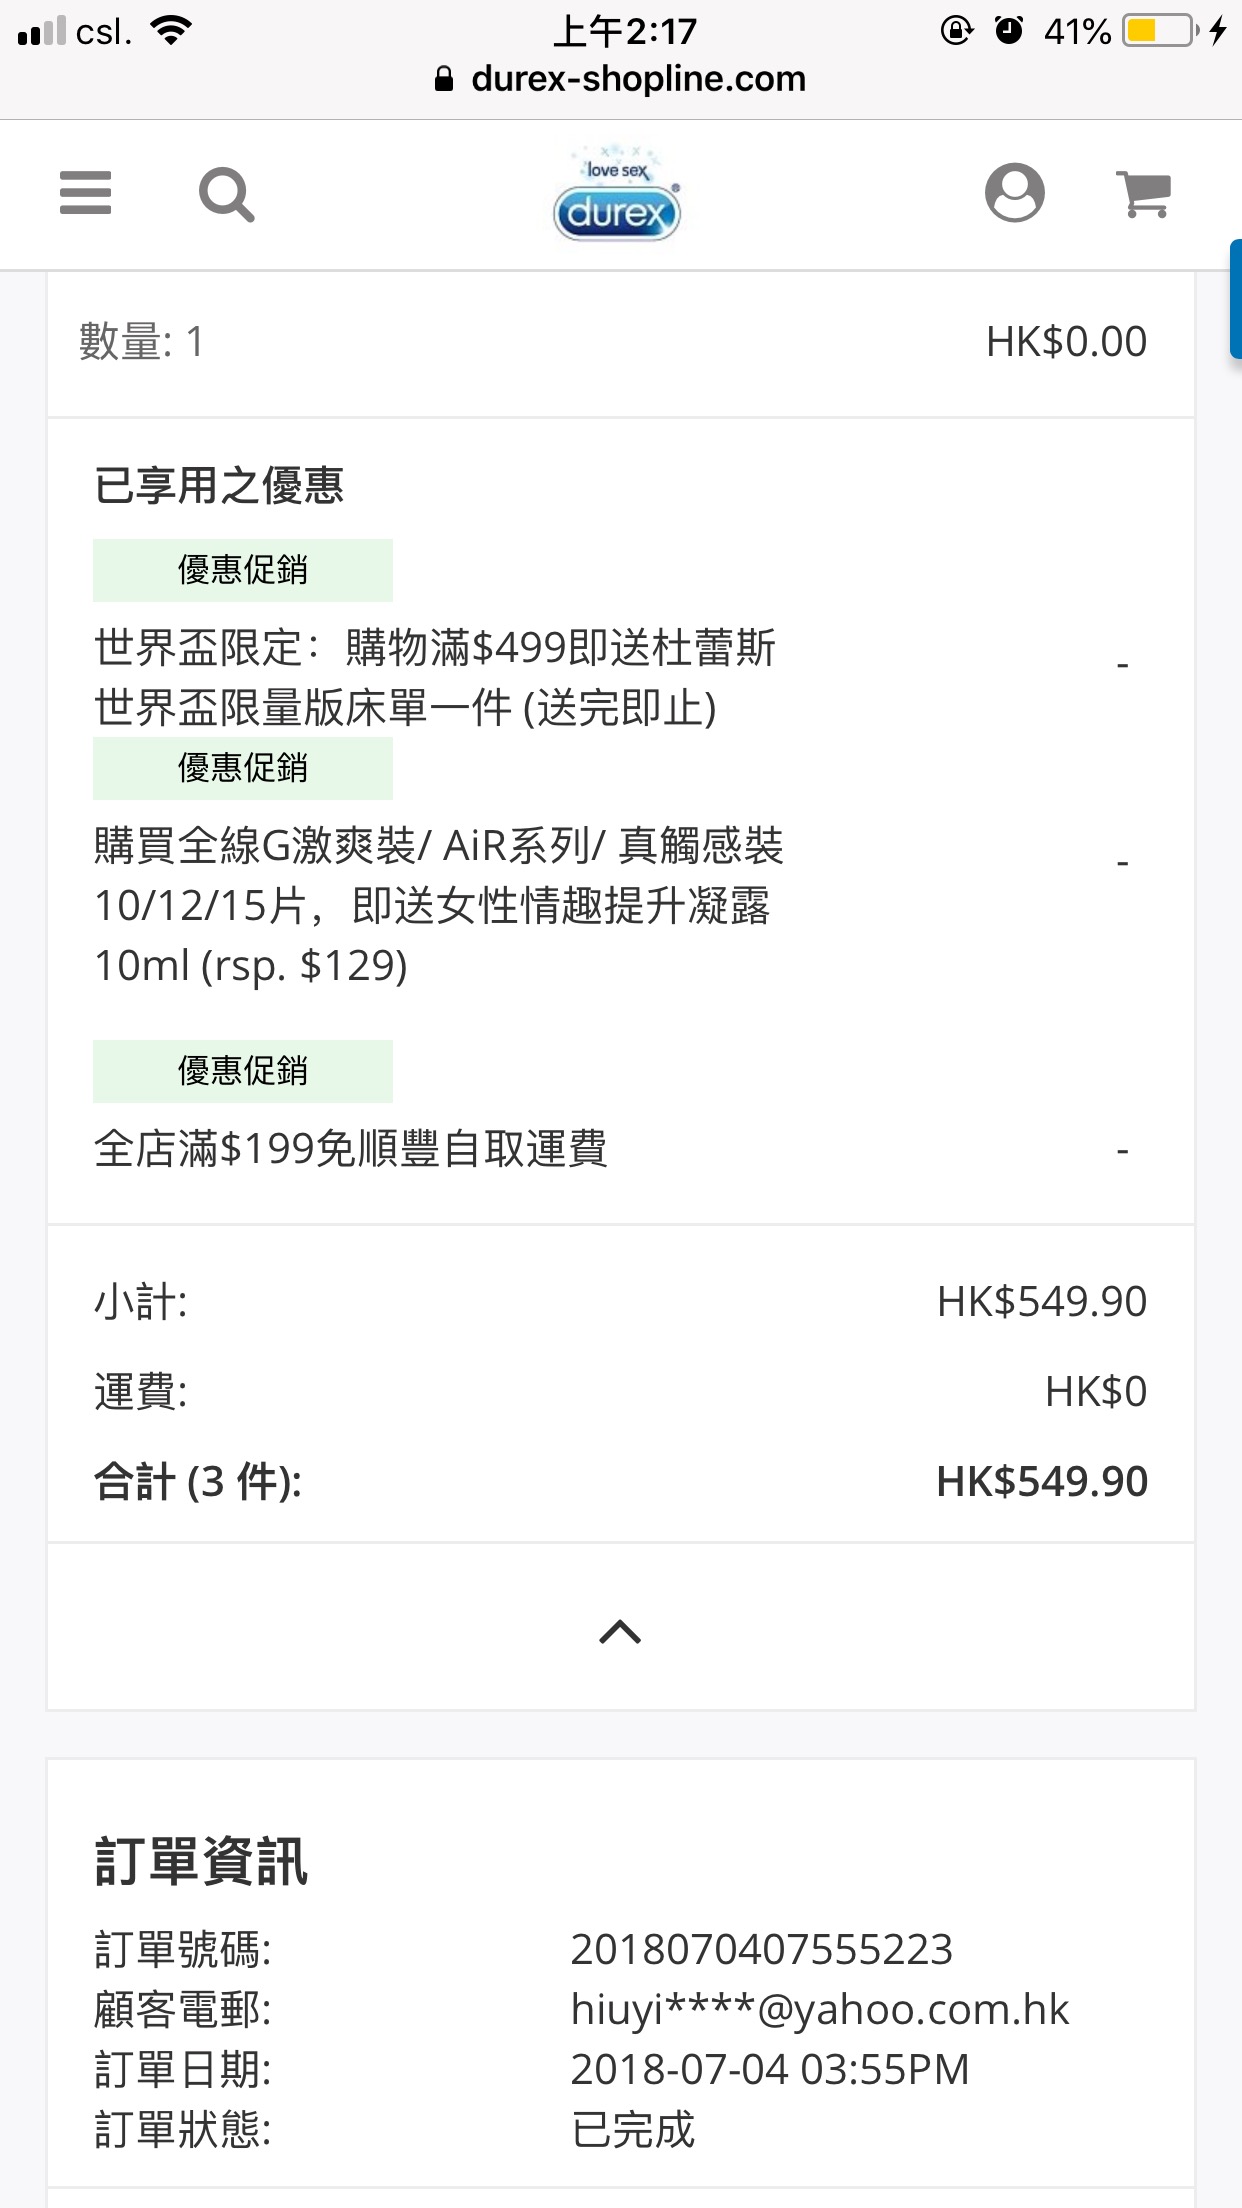 csl.
上午2:17
41%
durex-shopline.com
love sex
durex®
數量: 1
HK$0.00
已享用之優惠
優惠促銷
世界盃限定：購物滿$499即送杜蕾斯
世界盃限量版床單一件 (送完即止)
-
優惠促銷
購買全線G激爽裝/ AiR系列/ 真觸感裝
10/12/15片，即送女性情趣提升凝露
10ml (rsp. $129)
-
優惠促銷
全店滿$199免順豐自取運費
-
小計:
HK$549.90
運費:
HK$0
合計 (3 件):
HK$549.90
訂單資訊
訂單號碼:
2018070407555223
顧客電郵:
hiuyi****@yahoo.com.hk
訂單日期:
2018-07-04 03:55PM
訂單狀態:
已完成